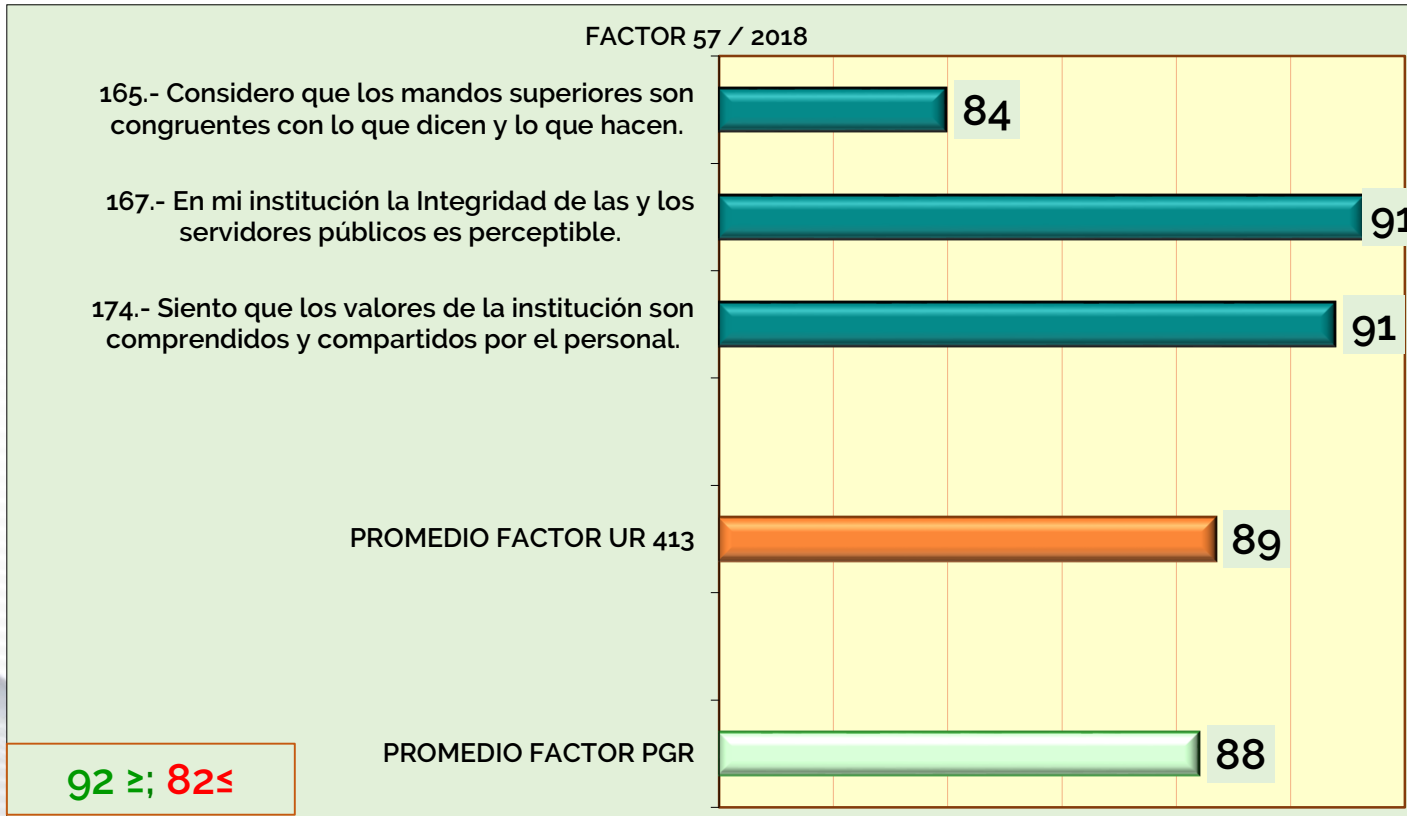 FACTOR 57 / 2018
165.- Considero que los mandos superiores son
congruentes con lo que dicen y lo que hacen.
84
167.- En mi institución la Integridad de las y los
servidores públicos es perceptible.
91
174.- Siento que los valores de la institución son
comprendidos y compartidos por el personal.
91
PROMEDIO FACTOR UR 413
89
PROMEDIO FACTOR PGR
88
92 ≥; 82≤